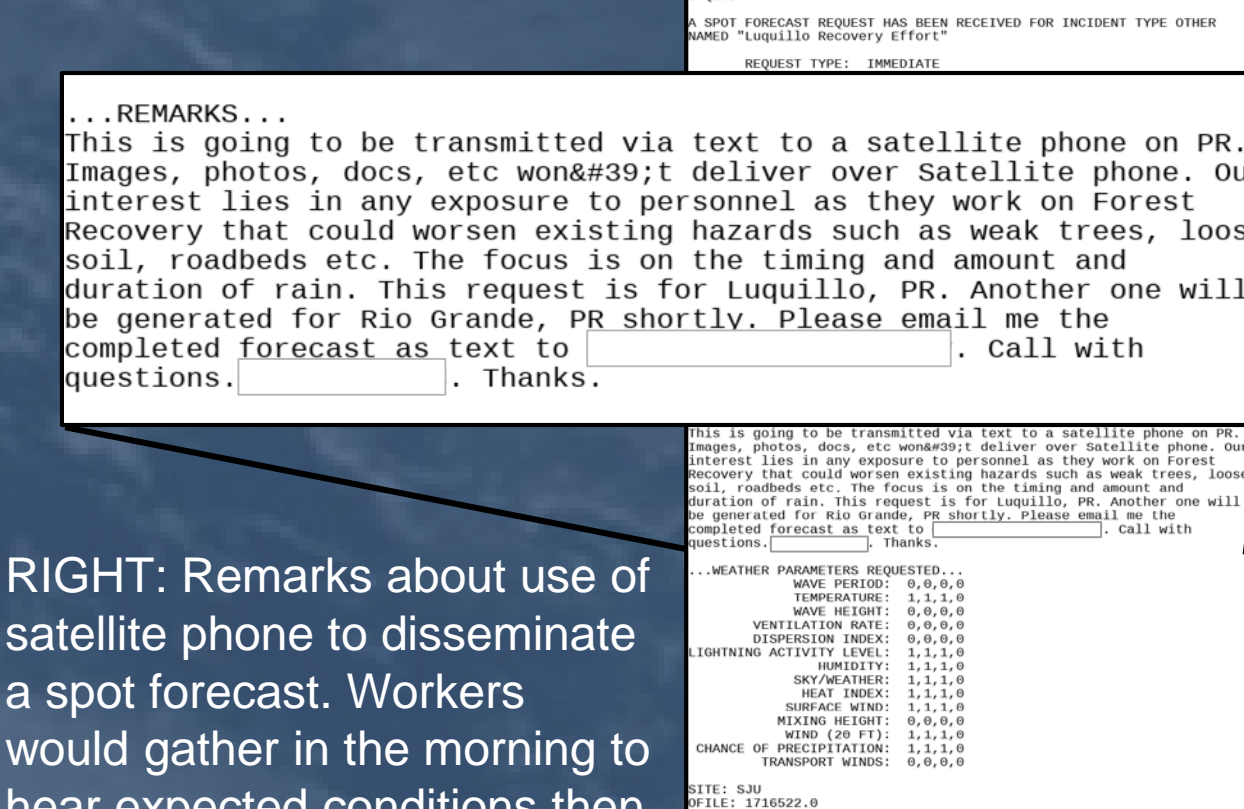 A SPOT FORECAST REQUEST HAS BEEN RECEIVED FOR INCIDENT TYPE OTHER
NAMED "Luquillo Recovery Effort"
REQUEST TYPE: IMMEDIATE
...REMARKS...
This is going to be transmitted via text to a satellite phone on PR.
Images, photos, docs, etc won&#39;t deliver over Satellite phone. Ou
interest lies in any exposure to personnel as they work on Forest
Recovery that could worsen existing hazards such as weak trees, loos
soil, roadbeds etc. The focus is on the timing and amount and
duration of rain. This request is for Luquillo, PR. Another one will
be generated for Rio Grande, PR shortly. Please email me the
completed forecast as text to . Call with
questions. . Thanks.
This is going to be transmitted via text to a satellite phone on PR.
Images, photos, docs, etc won&#39;t deliver over Satellite phone. Our
interest lies in any exposure to personnel as they work on Forest
Recovery that could worsen existing hazards such as weak trees, loose
soil, roadbeds etc. The focus is on the timing and amount and
duration of rain. This request is for Luquillo, PR. Another one will
be generated for Rio Grande, PR shortly. Please email me the
completed forecast as text to . Call with
questions. . Thanks.
...WEATHER PARAMETERS REQUESTED...
WAVE PERIOD: 0,0,0,0
TEMPERATURE: 1,1,1,0
WAVE HEIGHT: 0,0,0,0
VENTILATION RATE: 0,0,0,0
DISPERSION INDEX: 0,0,0,0
LIGHTNING ACTIVITY LEVEL: 1,1,1,0
HUMIDITY: 1,1,1,0
SKY/WEATHER: 1,1,1,0
HEAT INDEX: 1,1,1,0
SURFACE WIND: 1,1,1,0
MIXING HEIGHT: 0,0,0,0
WIND (20 FT): 1,1,1,0
CHANCE OF PRECIPITATION: 1,1,1,0
TRANSPORT WINDS: 0,0,0,0
SITE: SJU
OFILE: 1716522.0
RIGHT: Remarks about use of
satellite phone to disseminate
a spot forecast. Workers
would gather in the morning to
hear expected conditions then